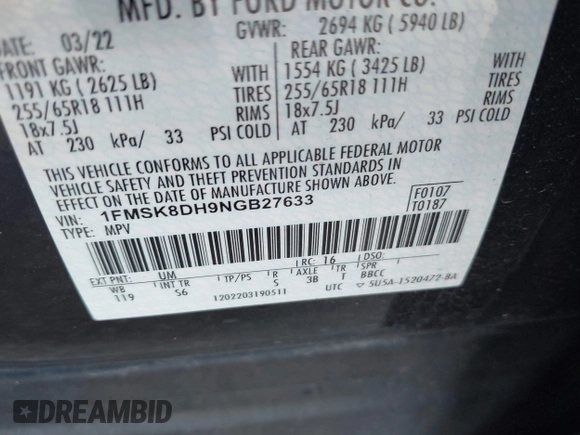 MFD. BY FORD MOTOR CO.
DATE: 03/22 GVWR: 2694 KG ( 5940 LB)
FRONT GAWR: REAR GAWR:
1191 KG ( 2625 LB) 1554 KG ( 3425 LB)
255/65R18 111H TIRES 255/65R18 111H TIRES
18x7.5J RIMS 18x7.5J RIMS
AT 230 kPa/ 33 PSI COLD AT 230 kPa/ 33 PSI COLD
THIS VEHICLE CONFORMS TO ALL APPLICABLE FEDERAL MOTOR
VEHICLE SAFETY AND THEFT PREVENTION STANDARDS IN
EFFECT ON THE DATE OF MANUFACTURE SHOWN ABOVE.
VIN: 1FMSK8DH9NGB27633 F0107
TYPE: MPV T0187
EXT PNT: UM RC: 16 DSO:
WB INT TR TP/PS R AXLE TR SPR
119 S6 S 3B T BBCC
1202203190511 UTC ▽ 5U5A-1520472-BA
DREAMBID